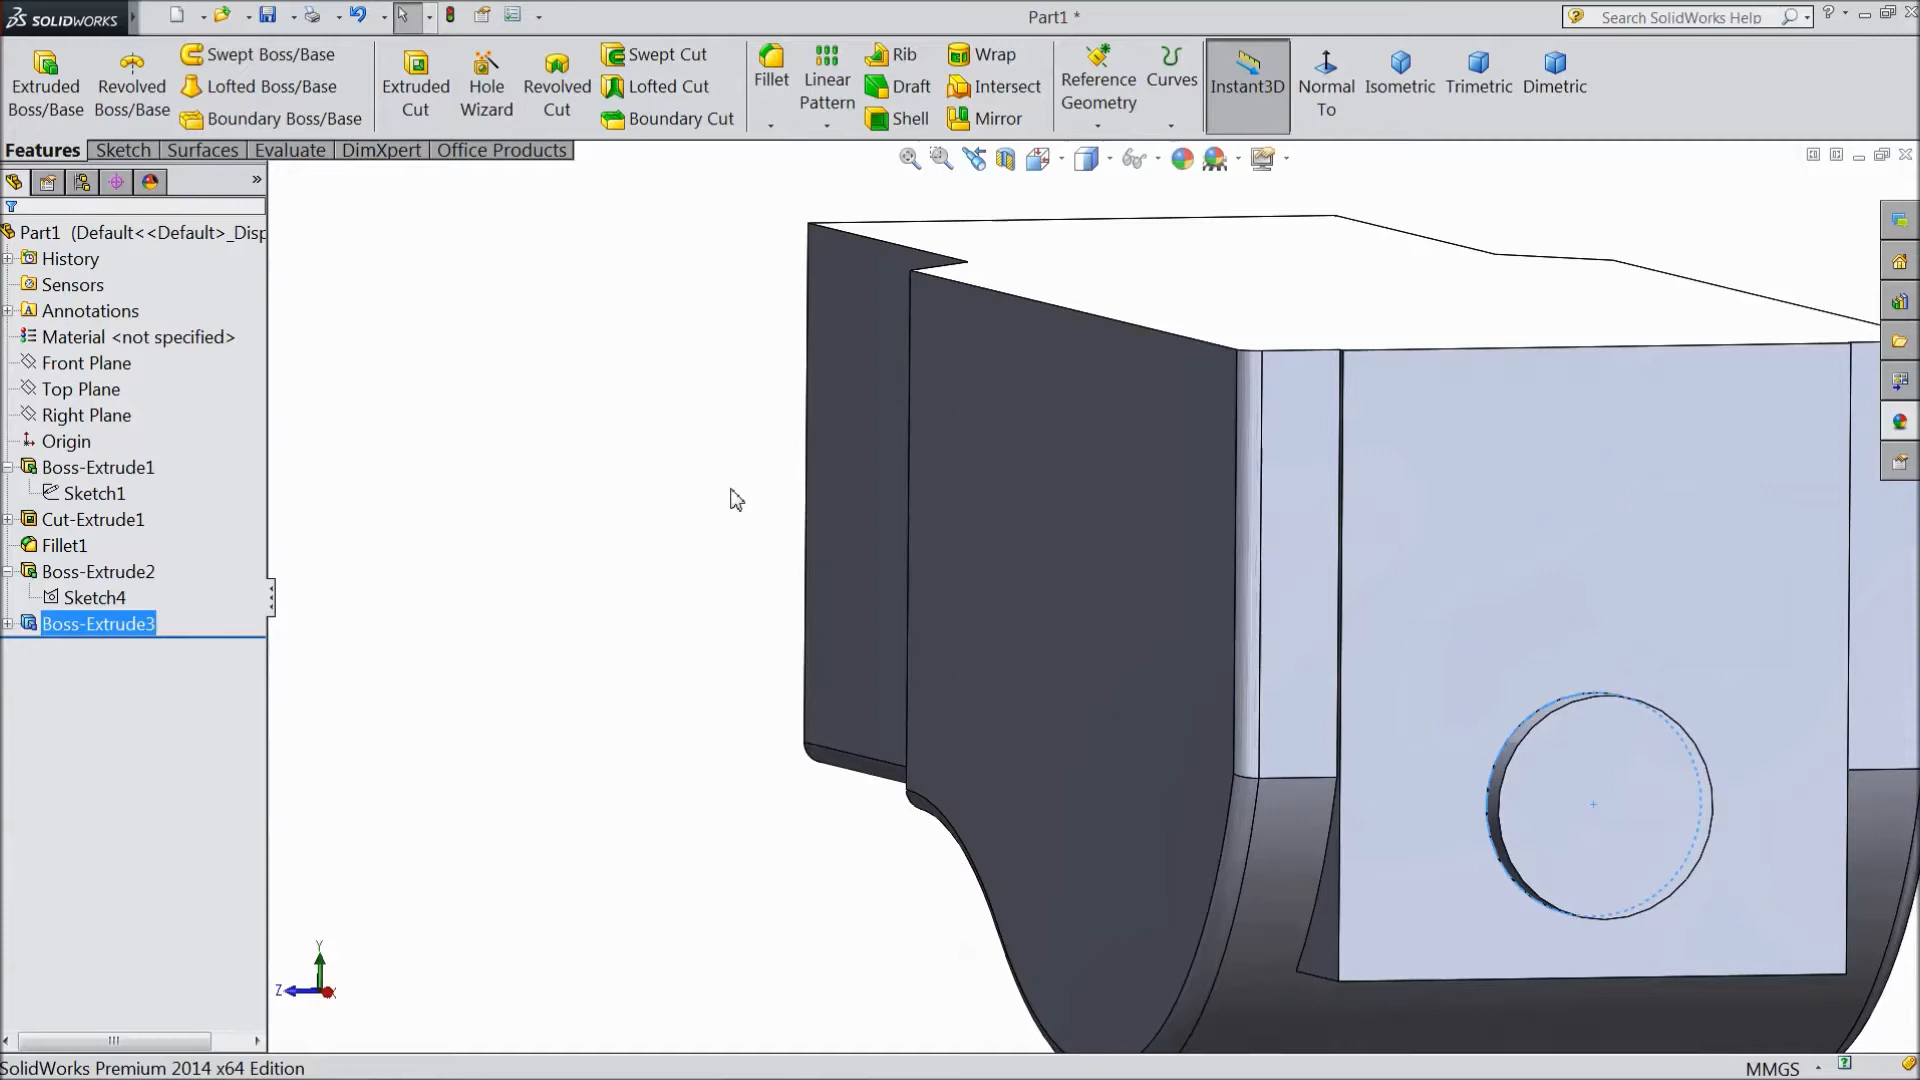 SOLIDWORKS
Part1 *
Search SolidWorks Help
Extruded Boss/Base
Revolved Boss/Base
Swept Boss/Base
Lofted Boss/Base
Boundary Boss/Base
Extruded Cut
Hole Wizard
Revolved Cut
Swept Cut
Lofted Cut
Boundary Cut
Fillet
Linear Pattern
Rib
Draft
Shell
Wrap
Intersect
Mirror
Reference Geometry
Curves
Instant3D
Normal To
Isometric
Trimetric
Dimetric
Features
Sketch
Surfaces
Evaluate
DimXpert
Office Products
Part1 (Default<<Default>_Disp
History
Sensors
Annotations
Material <not specified>
Front Plane
Top Plane
Right Plane
Origin
Boss-Extrude1
Sketch1
Cut-Extrude1
Fillet1
Boss-Extrude2
Sketch4
Boss-Extrude3
Y
Z
SolidWorks Premium 2014 x64 Edition
MMGS